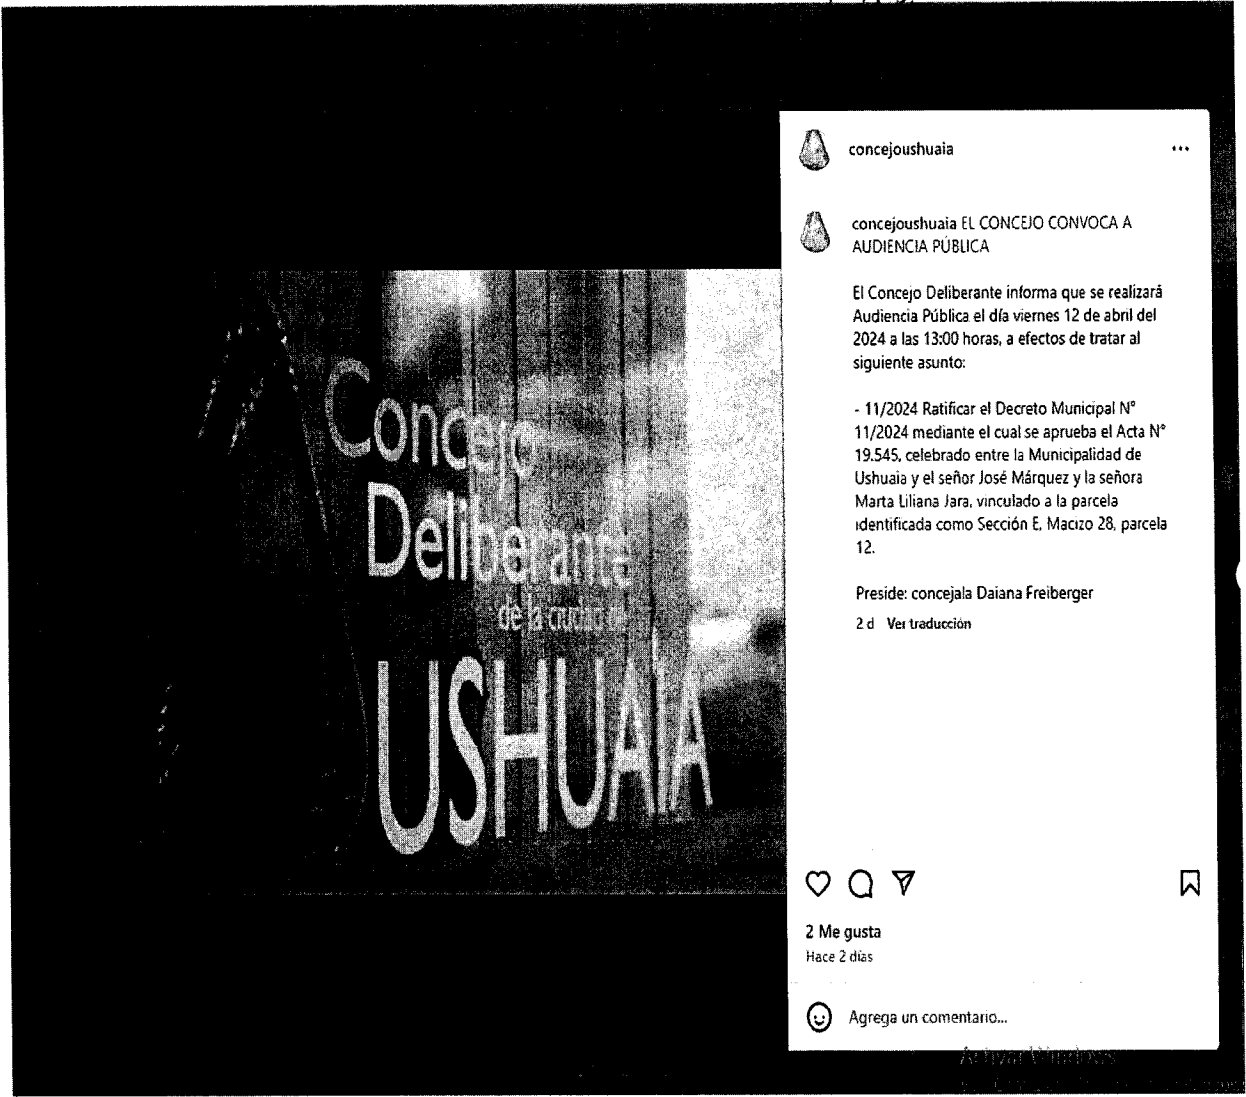 Concejo
Deliberante
de la ciudad de
USHUAIA
concejoushuaia
concejoushuaia EL CONCEJO CONVOCA A
AUDIENCIA PÚBLICA
El Concejo Deliberante informa que se realizará
Audiencia Pública el día viernes 12 de abril del
2024 a las 13:00 horas, a efectos de tratar al
siguiente asunto:
- 11/2024 Ratificar el Decreto Municipal N°
11/2024 mediante el cual se aprueba el Acta N°
19.545, celebrado entre la Municipalidad de
Ushuaia y el señor José Márquez y la señora
Marta Liliana Jara, vinculado a la parcela
identificada como Sección E, Macizo 28, parcela
12.
Preside: concejala Daiana Freiberger
2 d Ver traducción
2 Me gusta
Hace 2 días
Agrega un comentario...
Activar Windows